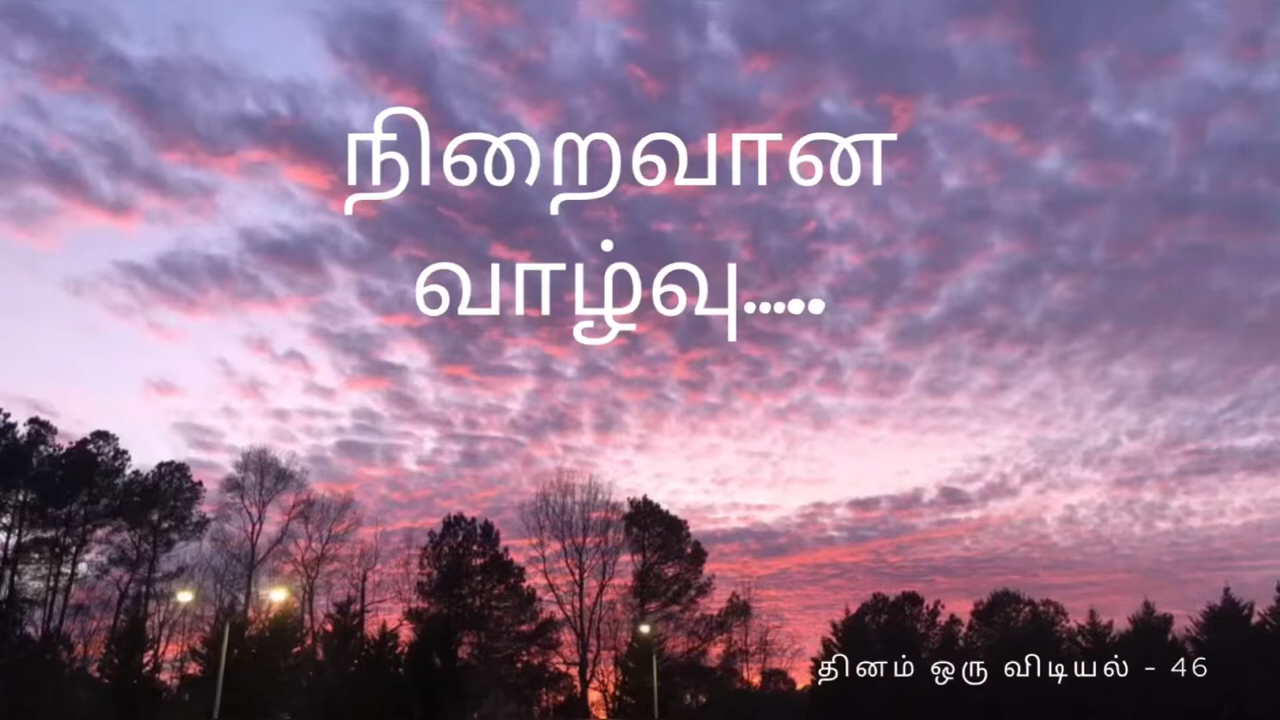 நிறைவான
வாழ்வு.....
தினம் ஒரு விடியல் - 46